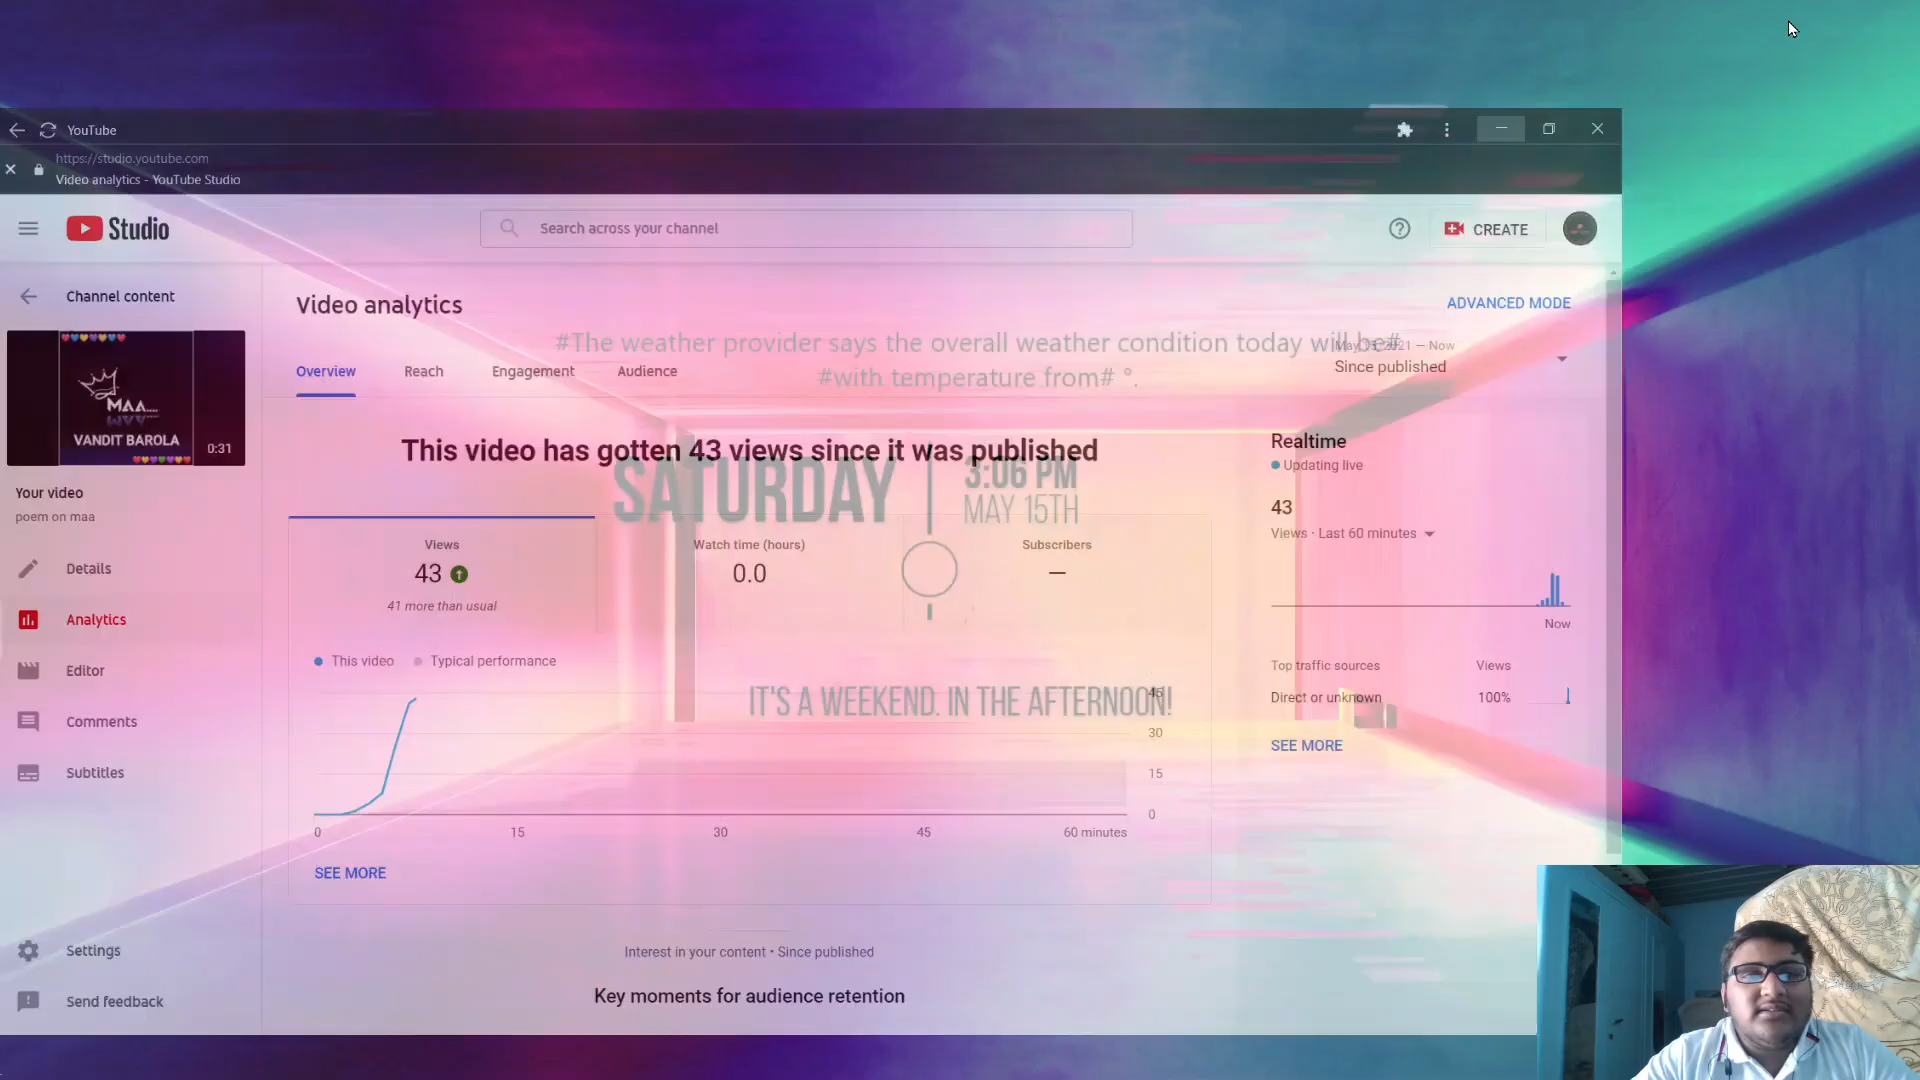 YouTube
https://studio.youtube.com
Video analytics - YouTube Studio
Studio
Search across your channel
CREATE
Channel content
MAA....
VANDIT BAROLA
0:31
Your video
poem on maa
Details
Analytics
Editor
Comments
Subtitles
Settings
Send feedback
Video analytics
ADVANCED MODE
#The weather provider says the overall weather condition today will be#
#with temperature from# °.
May 15, 2021 — Now
Since published
Overview
Reach
Engagement
Audience
This video has gotten 43 views since it was published
SATURDAY
3:06 PM
MAY 15TH
Views
43
41 more than usual
Watch time (hours)
0.0
Subscribers
—
This video
Typical performance
IT'S A WEEKEND. IN THE AFTERNOON!
45
30
15
0
0
15
30
45
60 minutes
SEE MORE
Interest in your content • Since published
Key moments for audience retention
Realtime
Updating live
43
Views · Last 60 minutes
Now
Top traffic sources
Views
Direct or unknown
100%
SEE MORE